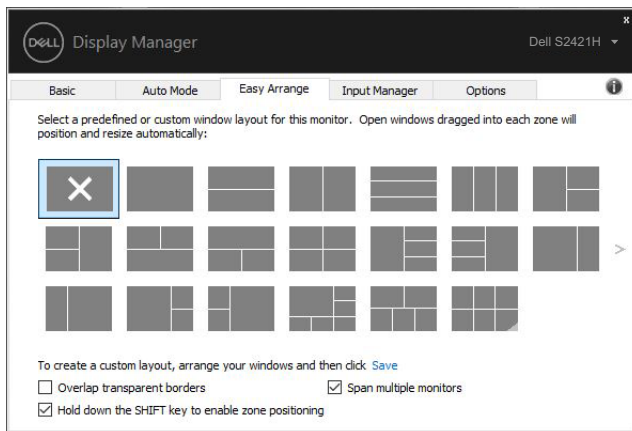 x
DELL Display Manager Dell S2421H
Basic Auto Mode Easy Arrange Input Manager Options i
Select a predefined or custom window layout for this monitor. Open windows dragged into each zone will
position and resize automatically:
>
To create a custom layout, arrange your windows and then click Save
Overlap transparent borders Span multiple monitors
Hold down the SHIFT key to enable zone positioning